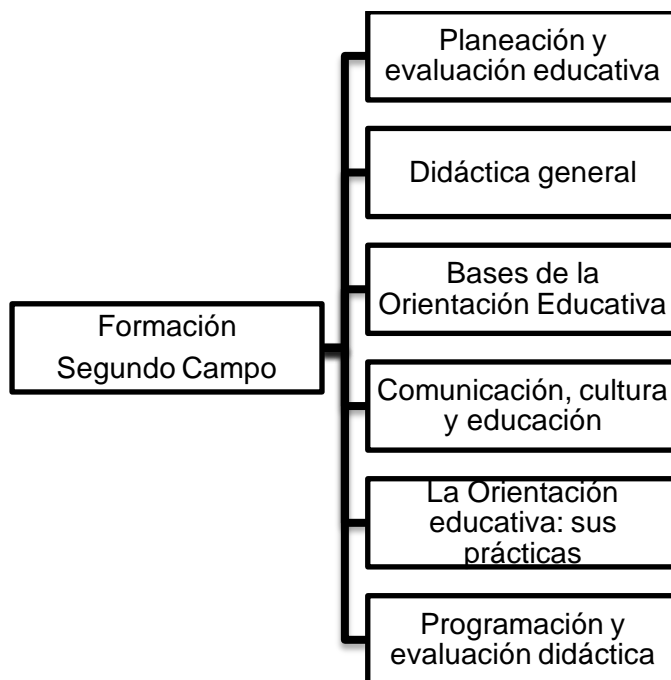 Planeación y
evaluación educativa
Didáctica general
Bases de la
Orientación Educativa
Formación
Segundo Campo
Comunicación, cultura
y educación
La Orientación
educativa: sus
prácticas
Programación y
evaluación didáctica